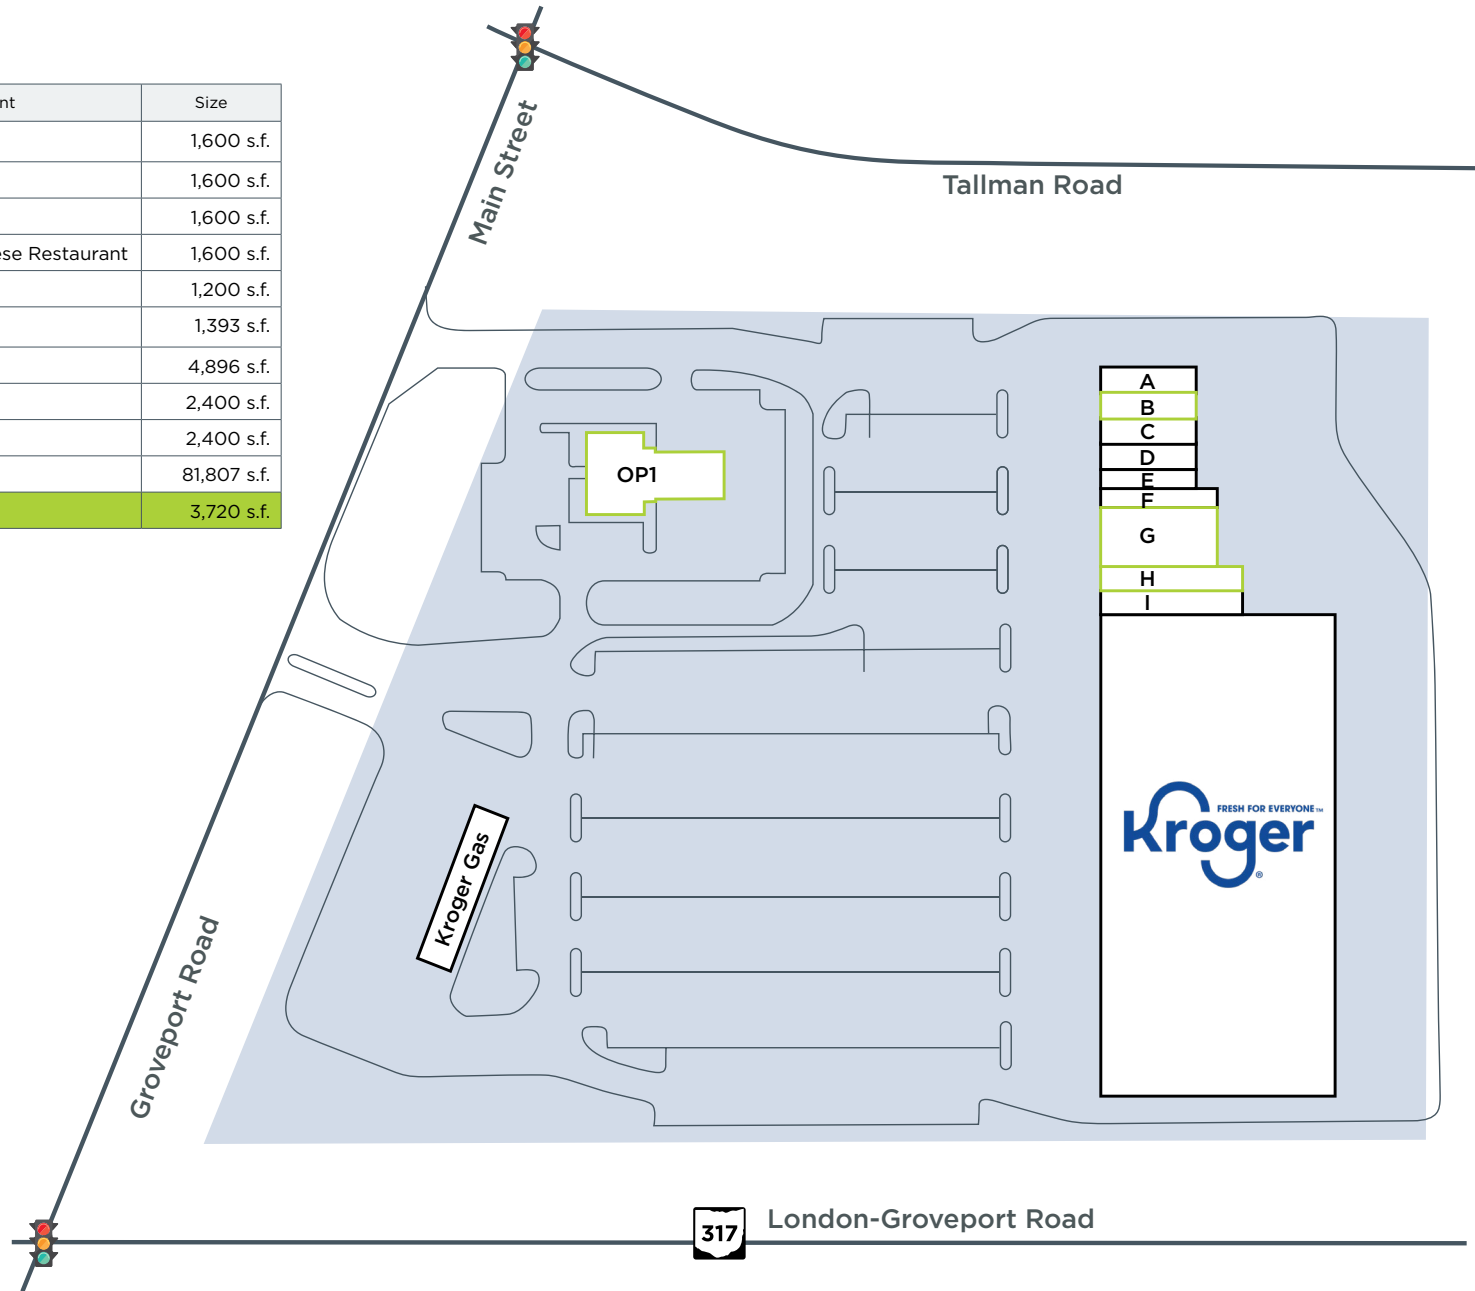 Main Street
Tallman Road
nt Size
1,600 s.f.
1,600 s.f.
1,600 s.f.
ese Restaurant 1,600 s.f.
1,200 s.f.
1,393 s.f.
4,896 s.f.
2,400 s.f.
2,400 s.f.
81,807 s.f.
3,720 s.f.
A
B
C
D
E
F
G
H
I
OP1
FRESH FOR EVERYONE™
Kroger®
Kroger Gas
Groveport Road
317
London-Groveport Road